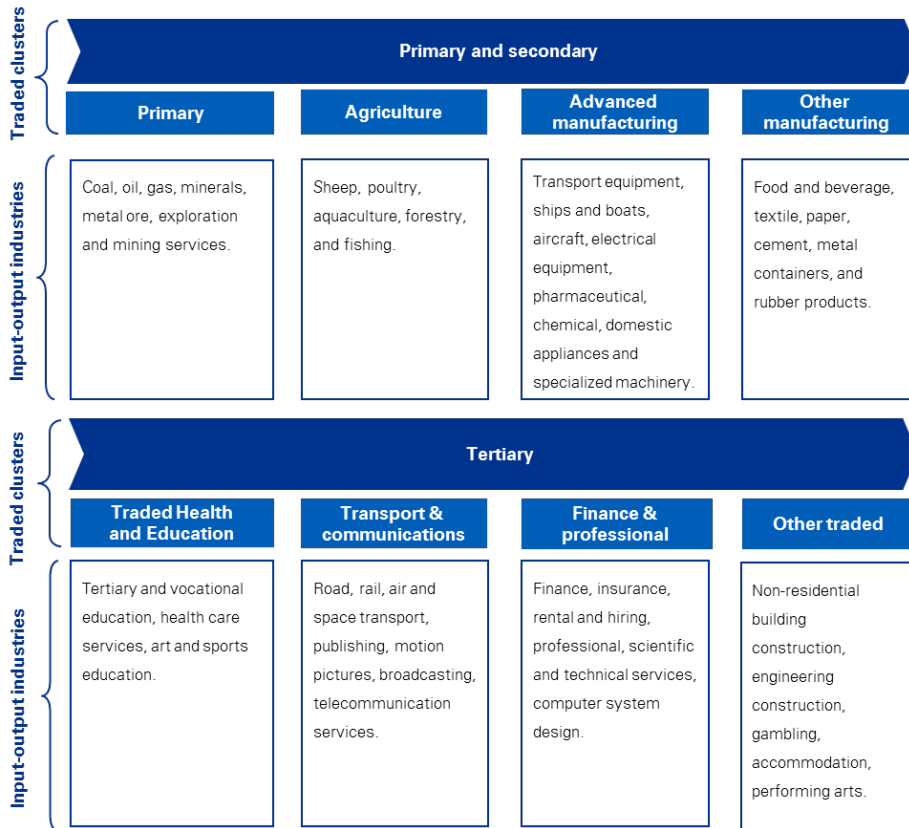 Traded clusters
Primary and secondary
Primary
Agriculture
Advanced
manufacturing
Other
manufacturing
Input-output industries
Coal, oil, gas, minerals,
metal ore, exploration
and mining services.
Sheep, poultry,
aquaculture, forestry,
and fishing.
Transport equipment,
ships and boats,
aircraft, electrical
equipment,
pharmaceutical,
chemical, domestic
appliances and
specialized machinery.
Food and beverage,
textile, paper,
cement, metal
containers, and
rubber products.
Traded clusters
Tertiary
Traded Health
and Education
Transport &
communications
Finance &
professional
Other traded
Input-output industries
Tertiary and vocational
education, health care
services, art and sports
education.
Road, rail, air and
space transport,
publishing, motion
pictures, broadcasting,
telecommunication
services.
Finance, insurance,
rental and hiring,
professional, scientific
and technical services,
computer system
design.
Non-residential
building
construction,
engineering
construction,
gambling,
accommodation,
performing arts.